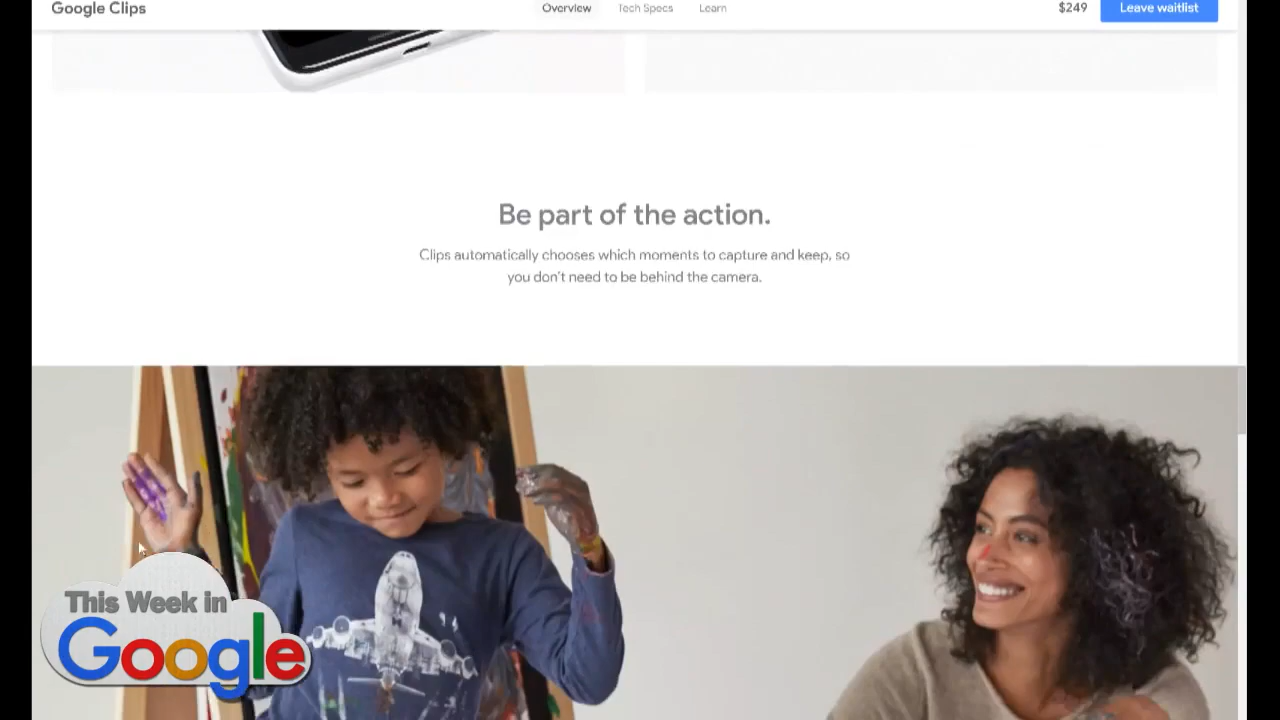 Google Clips
Overview
Tech Specs
Learn
$249
Leave waitlist
Be part of the action.
Clips automatically chooses which moments to capture and keep, so
you don't need to be behind the camera.
This Week in
Google